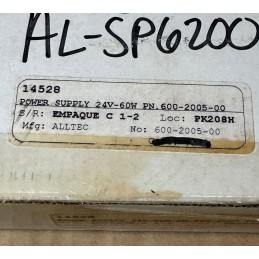 AL-SP6200
14528
POWER SUPPLY 24V-60W PN.600-2005-00
S/R: EMPAQUE C 1-2 Loc: PK208H
Mfg: ALLTEC No: 600-2005-00
14528